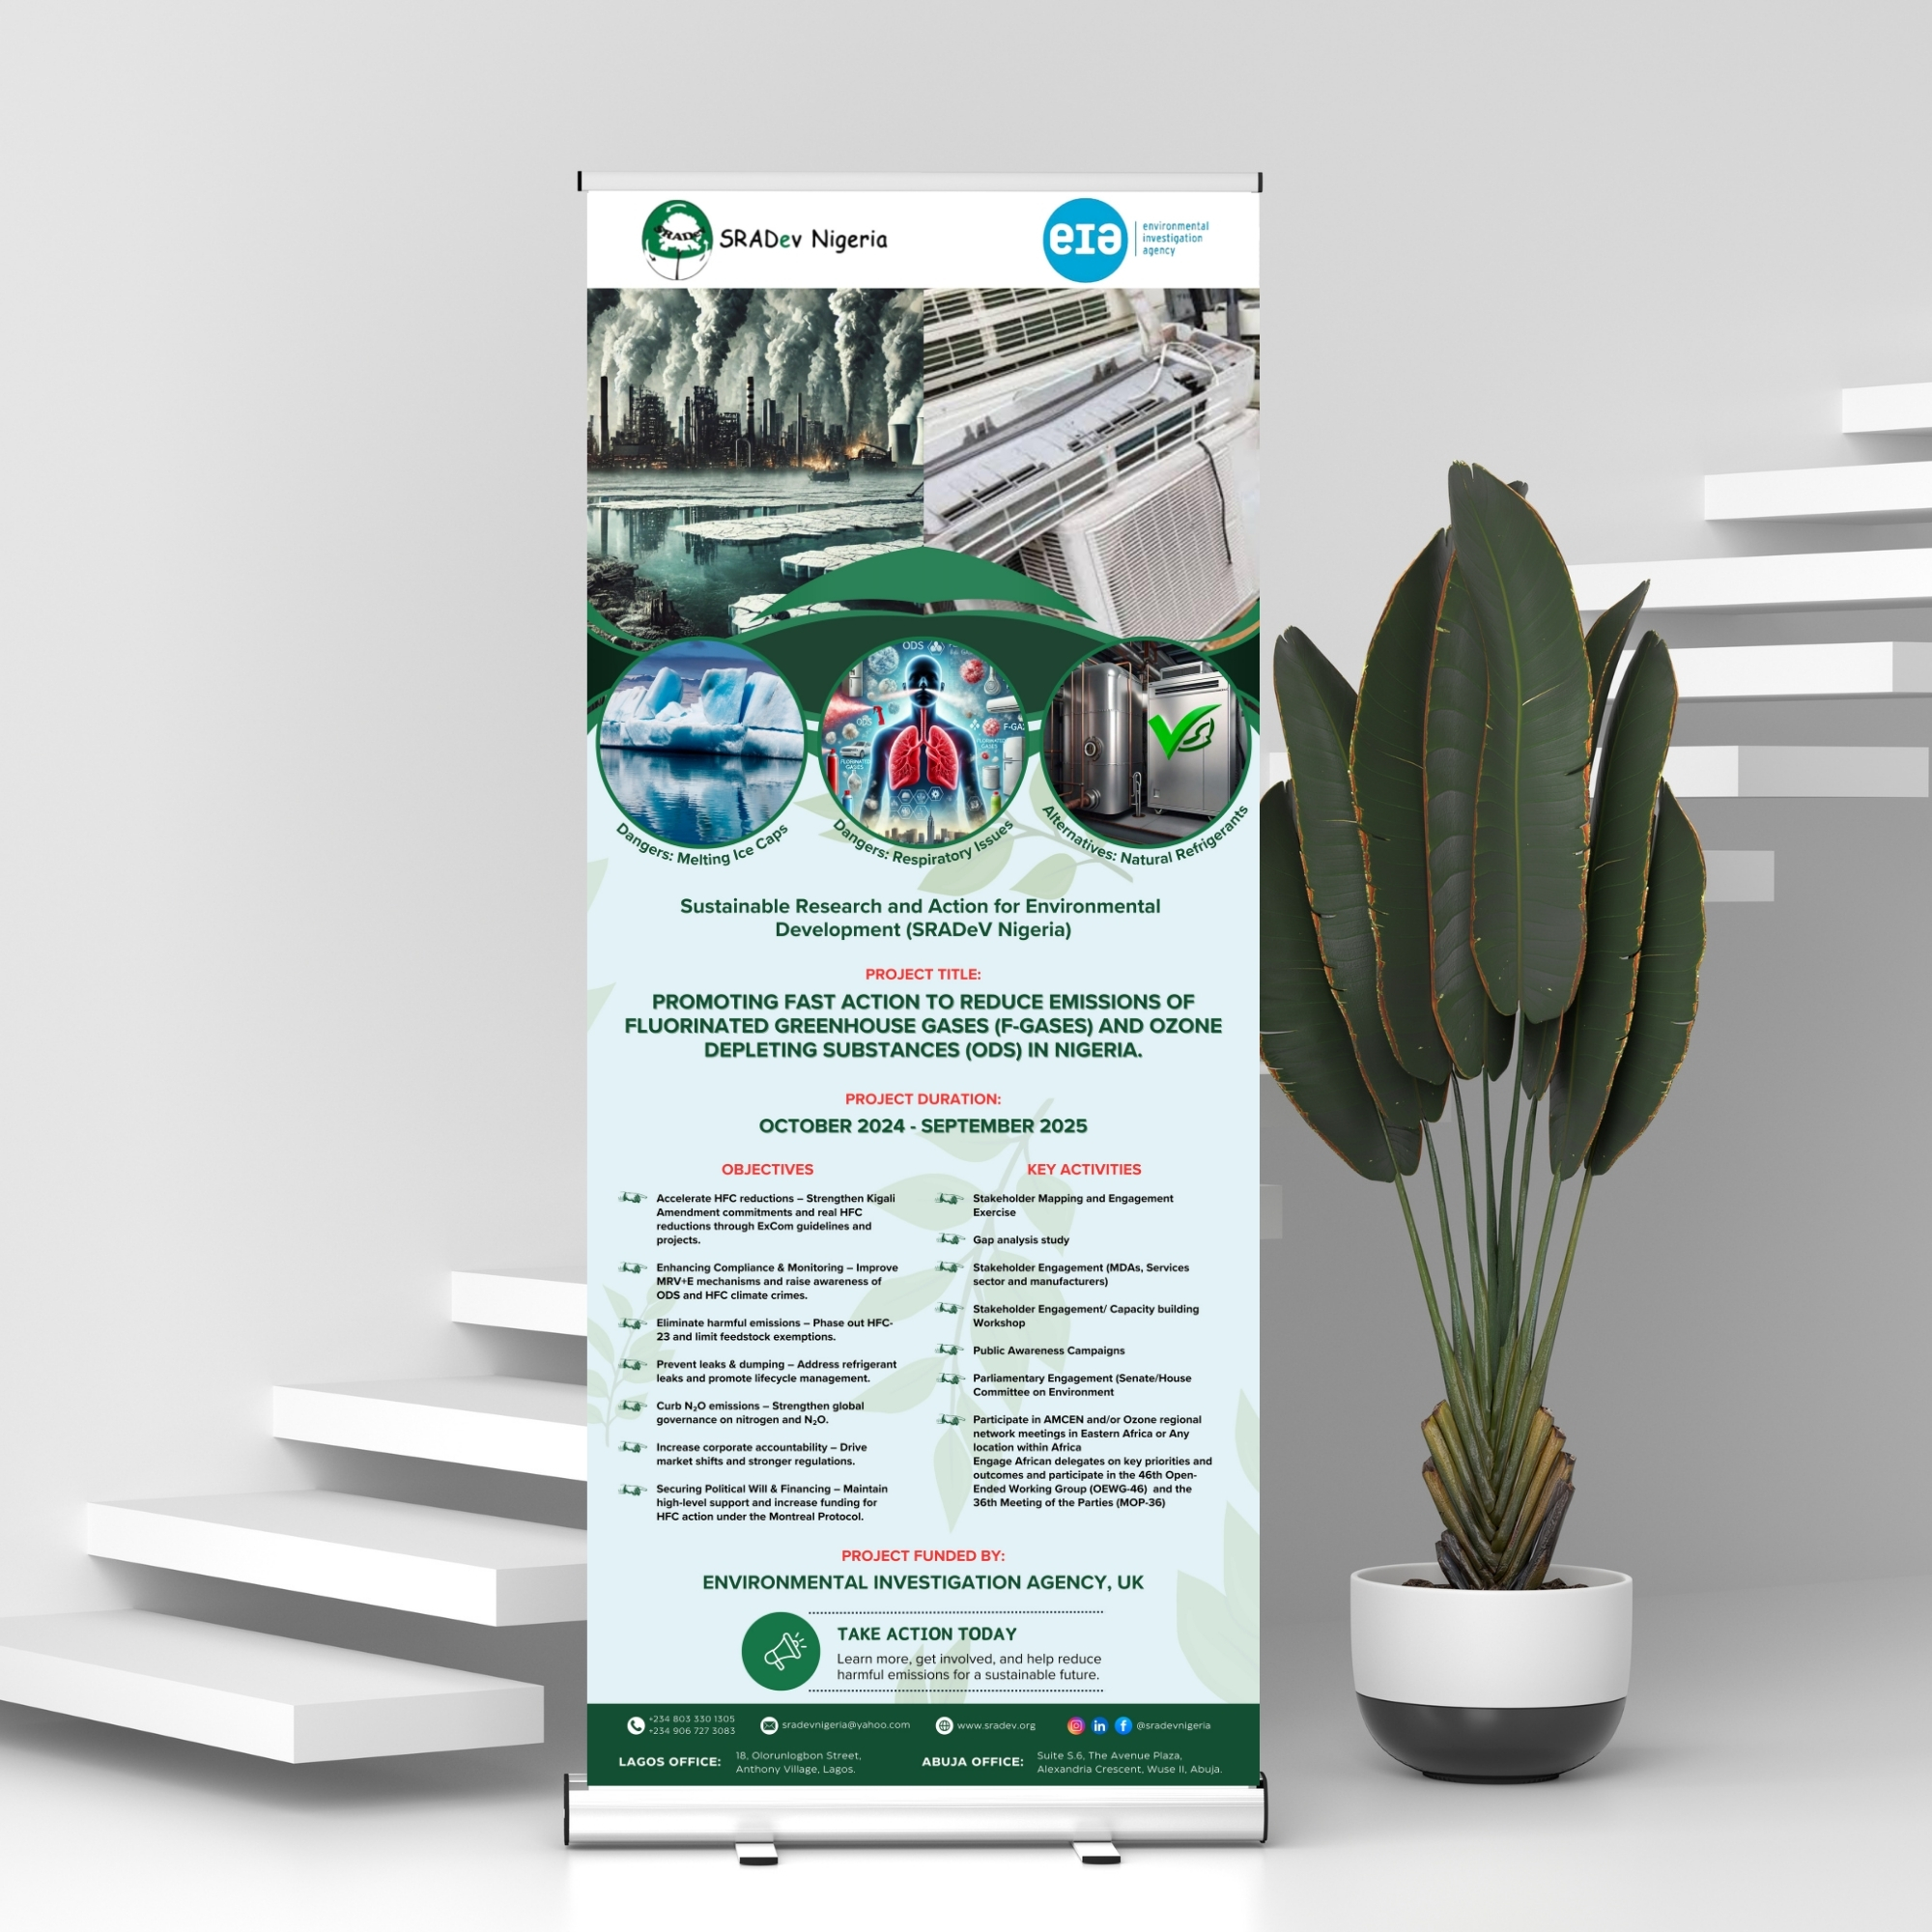 SRADev
SRADev Nigeria
eia
environmental
investigation
agency
ODS
ODS
F-GA
FLUORINATED
GASES
Dangers: Melting Ice Caps
Dangers: Respiratory Issues
Alternatives: Natural Refrigerants
Sustainable Research and Action for Environmental
Development (SRADeV Nigeria)
PROJECT TITLE:
PROMOTING FAST ACTION TO REDUCE EMISSIONS OF
FLUORINATED GREENHOUSE GASES (F-GASES) AND OZONE
DEPLETING SUBSTANCES (ODS) IN NIGERIA.
PROJECT DURATION:
OCTOBER 2024 - SEPTEMBER 2025
OBJECTIVES
Accelerate HFC reductions – Strengthen Kigali
Amendment commitments and real HFC
reductions through ExCom guidelines and
projects.
Enhancing Compliance & Monitoring – Improve
MRV+E mechanisms and raise awareness of
ODS and HFC climate crimes.
Eliminate harmful emissions – Phase out HFC-
23 and limit feedstock exemptions.
Prevent leaks & dumping – Address refrigerant
leaks and promote lifecycle management.
Curb N₂O emissions – Strengthen global
governance on nitrogen and N₂O.
Increase corporate accountability – Drive
market shifts and stronger regulations.
Securing Political Will & Financing – Maintain
high-level support and increase funding for
HFC action under the Montreal Protocol.
KEY ACTIVITIES
Stakeholder Mapping and Engagement
Exercise
Gap analysis study
Stakeholder Engagement (MDAs, Services
sector and manufacturers)
Stakeholder Engagement/ Capacity building
Workshop
Public Awareness Campaigns
Parliamentary Engagement (Senate/House
Committee on Environment
Participate in AMCEN and/or Ozone regional
network meetings in Eastern Africa or Any
location within Africa
Engage African delegates on key priorities and
outcomes and participate in the 46th Open-
Ended Working Group (OEWG-46) and the
36th Meeting of the Parties (MOP-36)
PROJECT FUNDED BY:
ENVIRONMENTAL INVESTIGATION AGENCY, UK
TAKE ACTION TODAY
Learn more, get involved, and help reduce
harmful emissions for a sustainable future.
+234 803 330 1305
+234 906 727 3083
sradevnigeria@yahoo.com
www.sradev.org
@sradevnigeria
LAGOS OFFICE:
18, Olorunlogbon Street,
Anthony Village, Lagos.
ABUJA OFFICE:
Suite S.6, The Avenue Plaza,
Alexandria Crescent, Wuse II, Abuja.